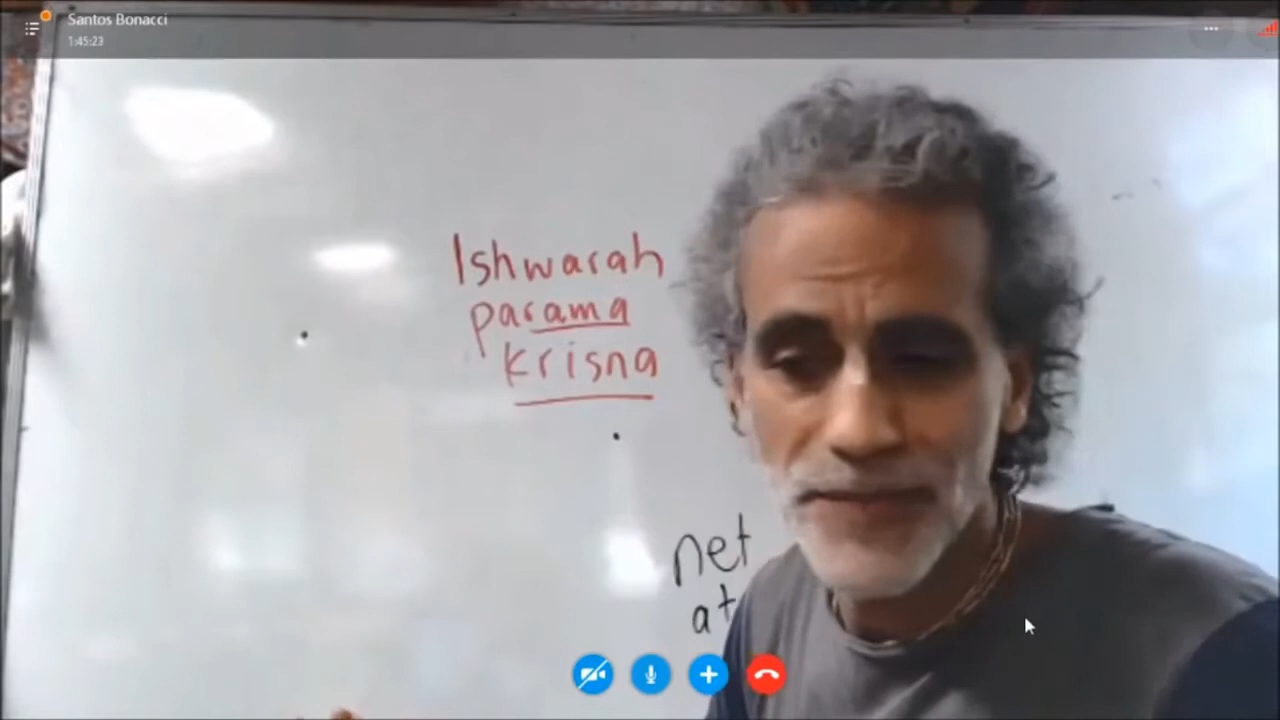 Santos Bonacci
1:45:23
Ishwarah
parama
krisna
net
at